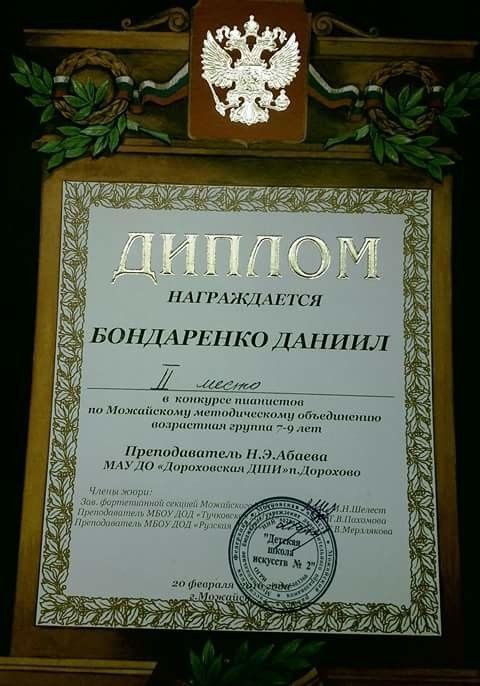 ДИПЛОМ
НАГРАЖДАЕТСЯ
БОНДАРЕНКО ДАНИИЛ
II место
в конкурсе пианистов
по Можайскому методическому объединению
возрастная группа 7-9 лет
Преподаватель Н.Э.Абаева
МАУ ДО «Дороховская ДШИ»п.Дорохово
Члены жюри:
Зав. фортепианной секцией Можайского Н.Шелест
Преподаватель МБОУ ДОД «Тучковская В.Пахомова
Преподаватель МБОУ ДОД «Рузская В.Мерзлякова
"Детская
школа
искусств № 2"
20 февраля
г.Можайск